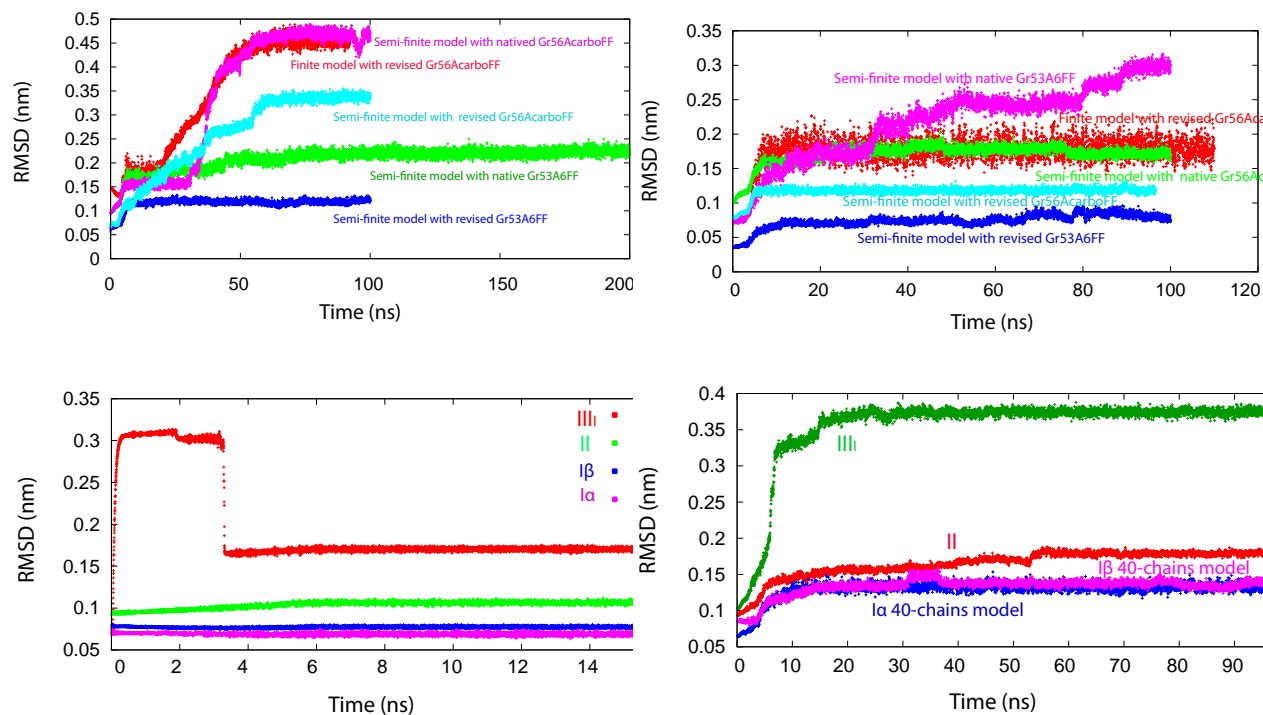 0.5
0.45
0.4
0.35
0.3
0.25
0.2
0.15
0.1
0.05
0
RMSD (nm)
Semi-finite model with natived Gr56AcarboFF
Finite model with revised Gr56AcarboFF
Semi-finite model with revised Gr56AcarboFF
Semi-finite model with native Gr53A6FF
Semi-finite model with revised Gr53A6FF
0 50 100 150 200
Time (ns)
0.35
0.3
0.25
0.2
0.15
0.1
0.05
0
RMSD (nm)
Semi-finite model with native Gr53A6FF
Finite model with revised Gr56Aca
Semi-finite model with native Gr56Ac
Semi-finite model with revised Gr56AcarboFF
Semi-finite model with revised Gr53A6FF
0 20 40 60 80 100 120
Time (ns)
0.35
0.3
0.25
0.2
0.15
0.1
0.05
RMSD (nm)
IIII
II
Iβ
Iα
0 2 4 6 8 10 12 14
Time (ns)
0.4
0.35
0.3
0.25
0.2
0.15
0.1
0.05
RMSD (nm)
IIII
II
Iβ 40-chains model
Iα 40-chains model
0 10 20 30 40 50 60 70 80 90
Time (ns)